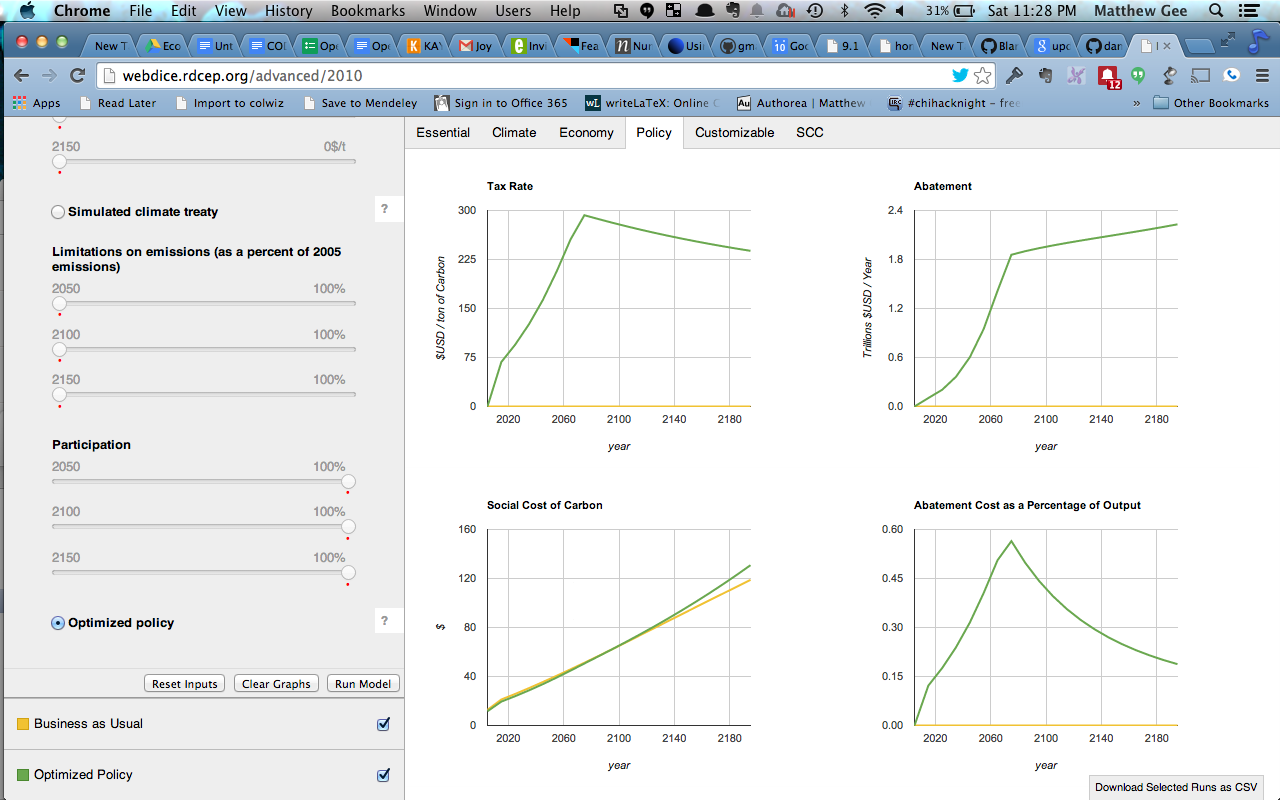 Chrome File Edit View History Bookmarks Window Users Help 31% Sat 11:28 PM Matthew Gee
New T Eco Unt COI Ope Ope KA Gmail Joy Inv Fea Nur Usi gm Goo 9.1 hor New T Blar upc dar
webdice.rdcep.org/advanced/2010
12
Apps Read Later Import to colwiz Save to Mendeley Sign in to Office 365 wL writeLaTeX: Online Au Authorea | Matthew #chihacknight – free » Other Bookmarks
Essential Climate Economy Policy Customizable SCC
2150 0$/t
Simulated climate treaty ?
Limitations on emissions (as a percent of 2005
emissions)
2050 100%
2100 100%
2150 100%
Participation
2050 100%
2100 100%
2150 100%
Optimized policy ?
Reset Inputs Clear Graphs Run Model
Business as Usual
Optimized Policy
Tax Rate
$USD / ton of Carbon
300
225
150
75
0
2020 2060 2100 2140 2180
year
Abatement
Trillions $USD / Year
2.4
1.8
1.2
0.6
0.0
2020 2060 2100 2140 2180
year
Social Cost of Carbon
$
160
120
80
40
0
2020 2060 2100 2140 2180
year
Abatement Cost as a Percentage of Output
0.60
0.45
0.30
0.15
0.00
2020 2060 2100 2140 2180
year
Download Selected Runs as CSV